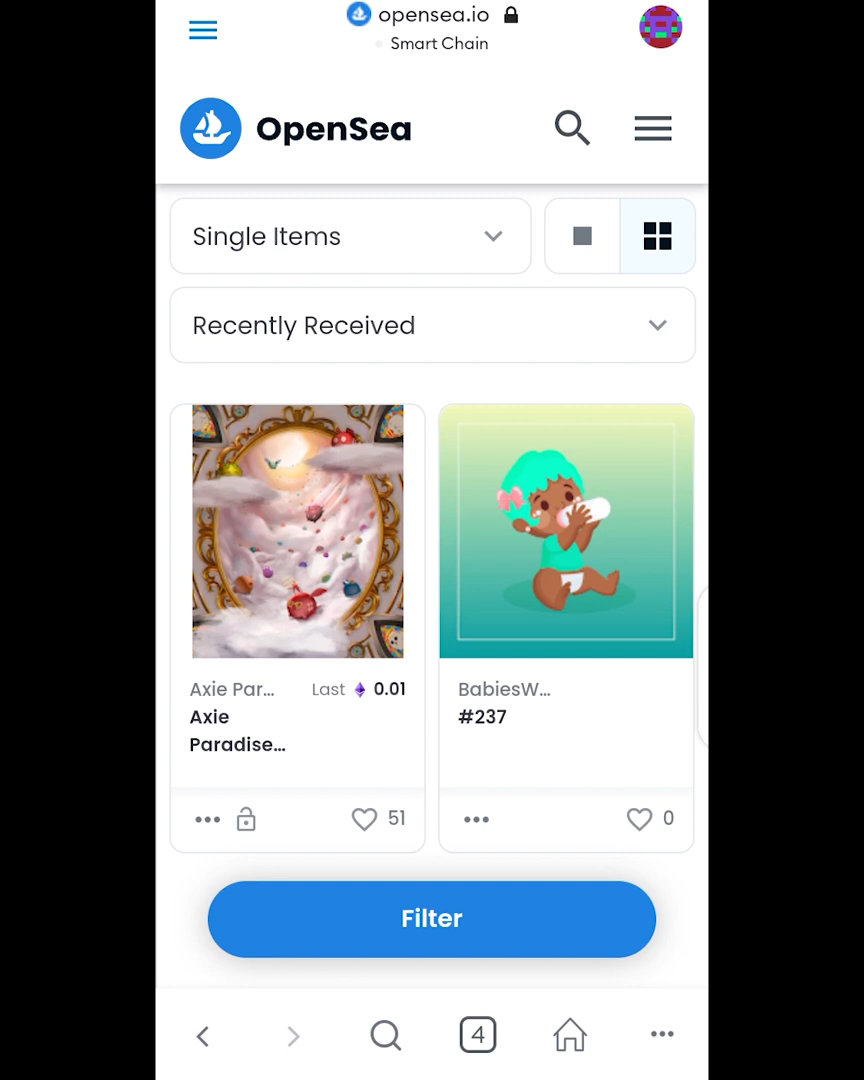 opensea.io
Smart Chain
OpenSea
Single Items
Recently Received
Axie Par... Last 0.01
Axie
Paradise...
51
BabiesW...
#237
0
Filter
4